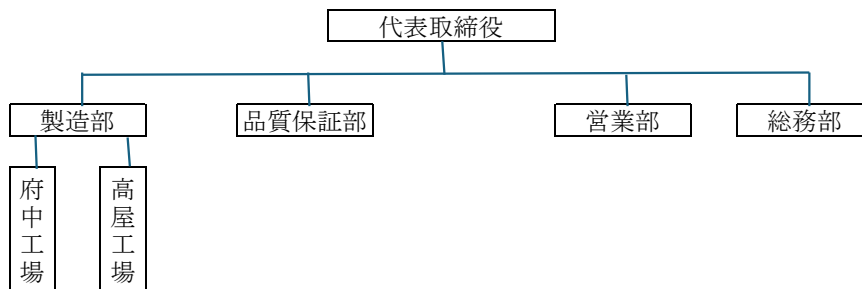 代表取締役
製造部
品質保証部
営業部
総務部
府中工場
高屋工場